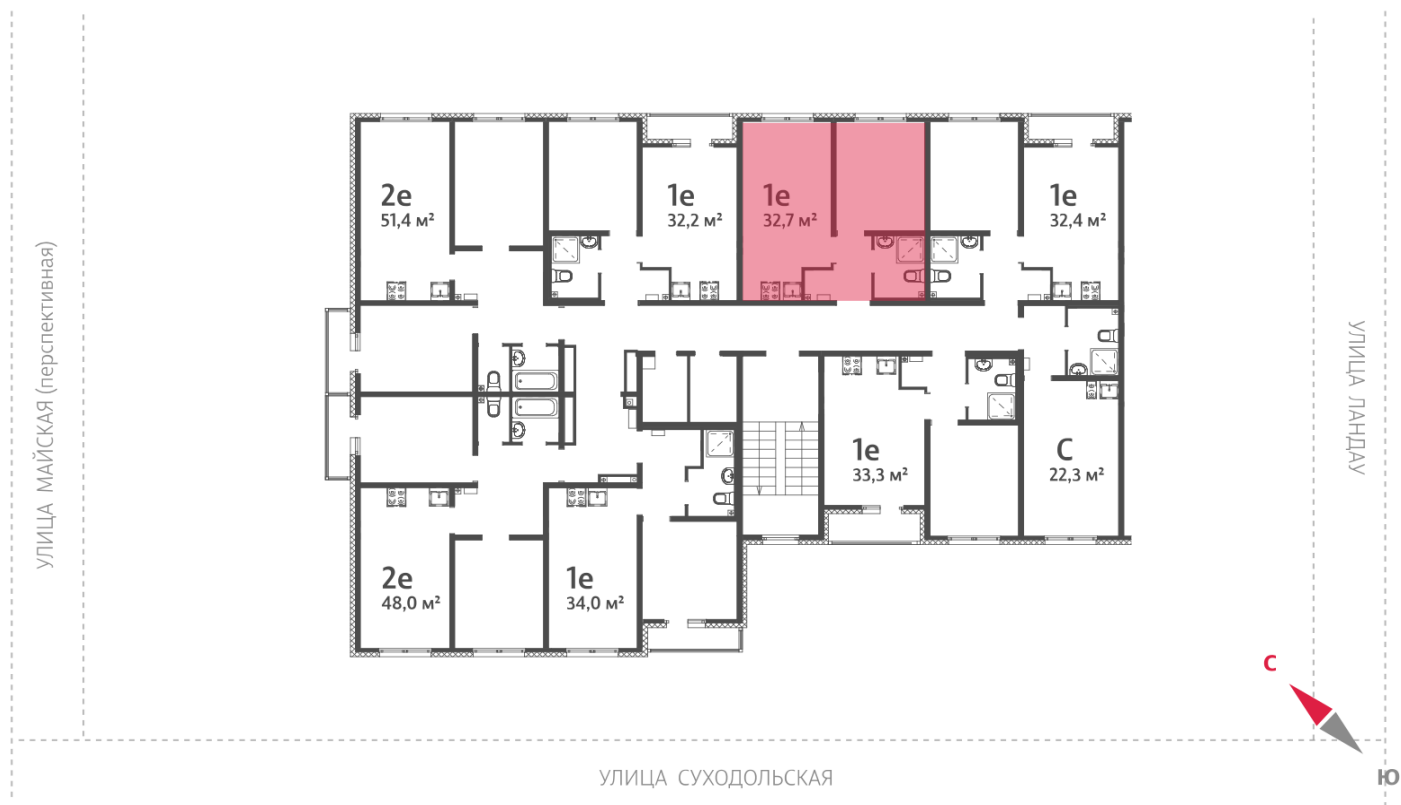 2е
51,4 м²
1е
32,2 м²
1е
32,7 м²
1е
32,4 м²
УЛИЦА МАЙСКАЯ (перспективная)
УЛИЦА ЛАНДАУ
1е
33,3 м²
С
22,3 м²
2е
48,0 м²
1е
34,0 м²
С
Ю
УЛИЦА СУХОДОЛЬСКАЯ